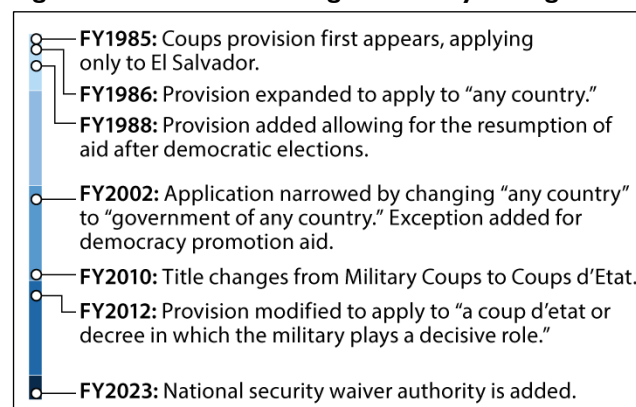 FY1985: Coups provision first appears, applying
only to El Salvador.
FY1986: Provision expanded to apply to “any country.”
FY1988: Provision added allowing for the resumption of
aid after democratic elections.
FY2002: Application narrowed by changing “any country”
to “government of any country.” Exception added for
democracy promotion aid.
FY2010: Title changes from Military Coups to Coups d’Etat.
FY2012: Provision modified to apply to “a coup d’etat or
decree in which the military plays a decisive role.”
FY2023: National security waiver authority is added.